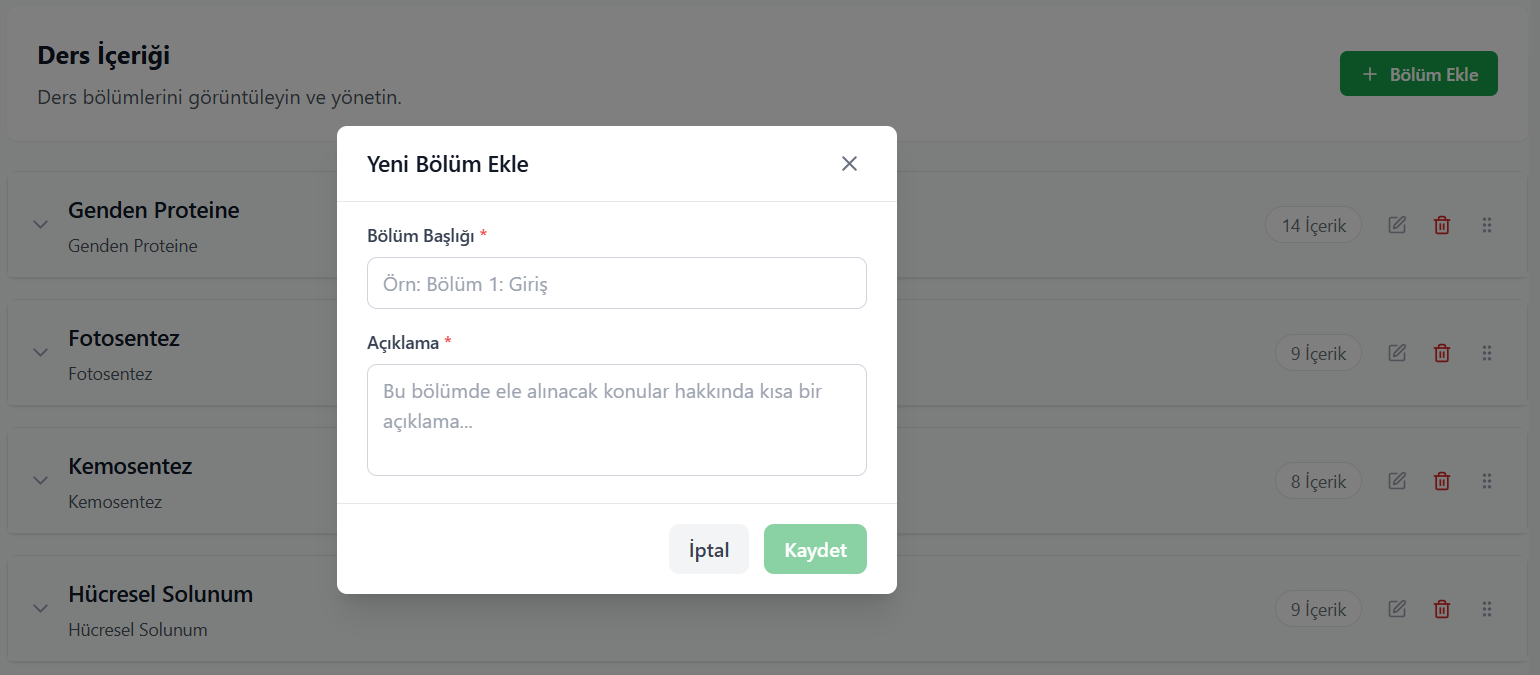 Ders İçeriği
Ders bölümlerini görüntüleyin ve yönetin.
Bölüm Ekle
Yeni Bölüm Ekle
Bölüm Başlığı *
Örn: Bölüm 1: Giriş
Açıklama *
Bu bölümde ele alınacak konular hakkında kısa bir
açıklama...
İptal
Kaydet
Genden Proteine
Genden Proteine
14 İçerik
Fotosentez
Fotosentez
9 İçerik
Kemosentez
Kemosentez
8 İçerik
Hücresel Solunum
Hücresel Solunum
9 İçerik